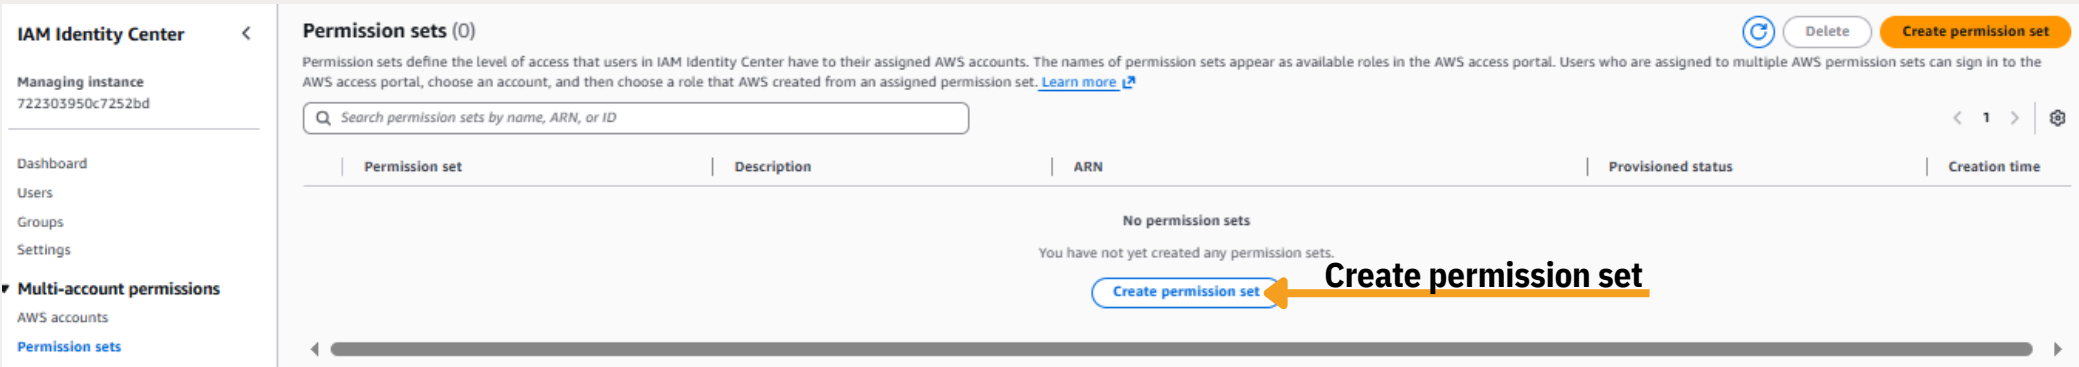 IAM Identity Center
Managing instance
722303950c7252bd
Dashboard
Users
Groups
Settings
Multi-account permissions
AWS accounts
Permission sets
Permission sets (0)
Delete
Create permission set
Permission sets define the level of access that users in IAM Identity Center have to their assigned AWS accounts. The names of permission sets appear as available roles in the AWS access portal. Users who are assigned to multiple AWS permission sets can sign in to the
AWS access portal, choose an account, and then choose a role that AWS created from an assigned permission set. Learn more
Search permission sets by name, ARN, or ID
1
Permission set
Description
ARN
Provisioned status
Creation time
No permission sets
You have not yet created any permission sets.
Create permission set
Create permission set